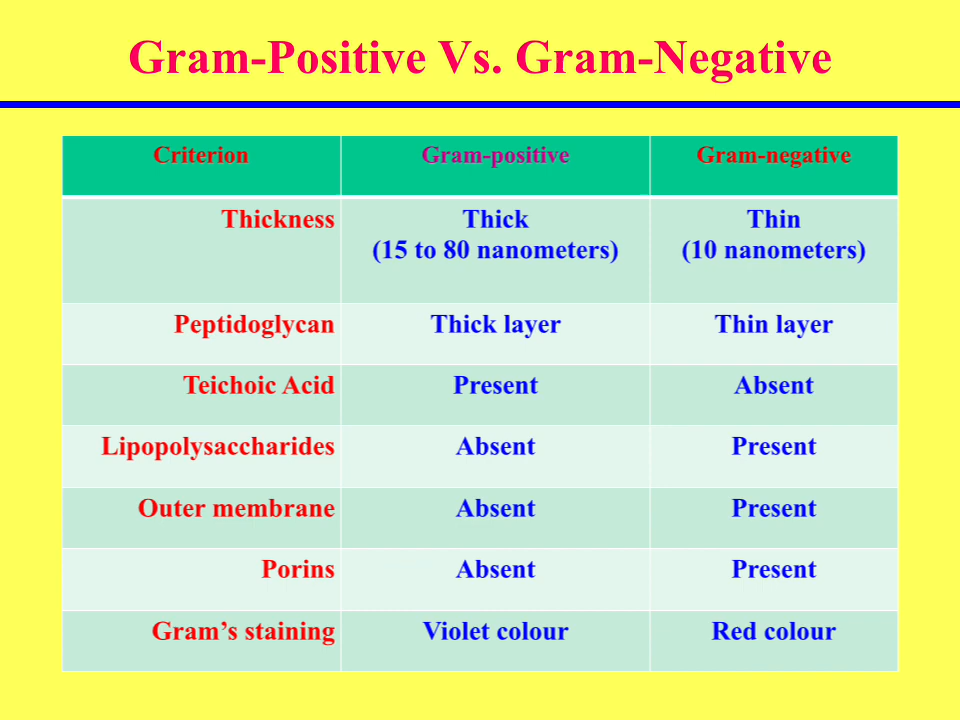 Gram-Positive Vs. Gram-Negative
Criterion Gram-positive Gram-negative
Thickness Thick Thin
(15 to 80 nanometers) (10 nanometers)
Peptidoglycan Thick layer Thin layer
Teichoic Acid Present Absent
Lipopolysaccharides Absent Present
Outer membrane Absent Present
Porins Absent Present
Gram’s staining Violet colour Red colour